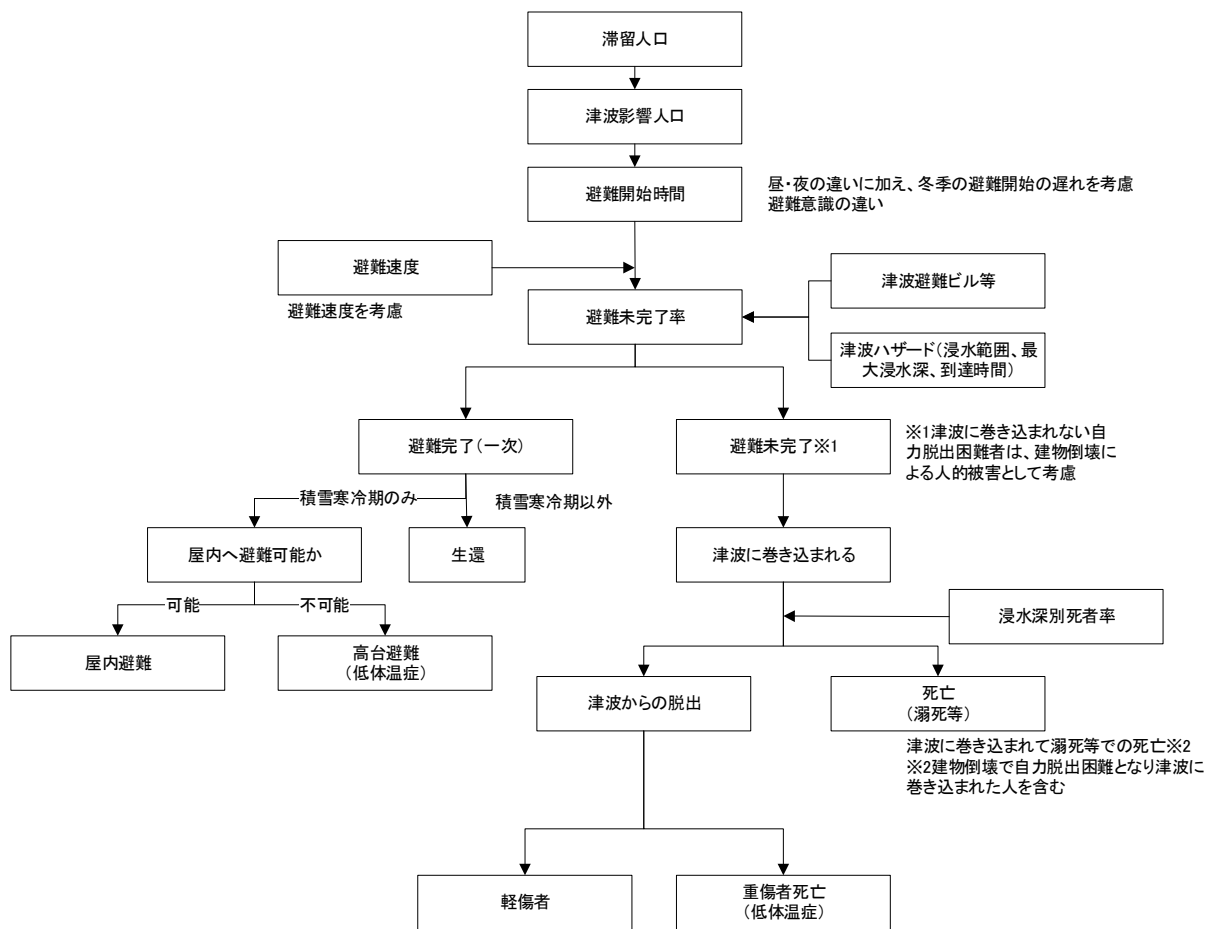 滞留人口
津波影響人口
避難開始時間
昼・夜の違いに加え、冬季の避難開始の遅れを考慮
避難意識の違い
避難速度
避難速度を考慮
津波避難ビル等
避難未完了率
津波ハザード（浸水範囲、最
大浸水深、到達時間）
避難完了（一次）
避難未完了※1
※1津波に巻き込まれない自
力脱出困難者は、建物倒壊に
よる人的被害として考慮
積雪寒冷期のみ
積雪寒冷期以外
屋内へ避難可能か
生還
津波に巻き込まれる
可能
不可能
浸水深別死者率
屋内避難
高台避難
（低体温症）
津波からの脱出
死亡
（溺死等）
津波に巻き込まれて溺死等での死亡※2
※2建物倒壊で自力脱出困難となり津波に
巻き込まれた人を含む
軽傷者
重傷者死亡
（低体温症）